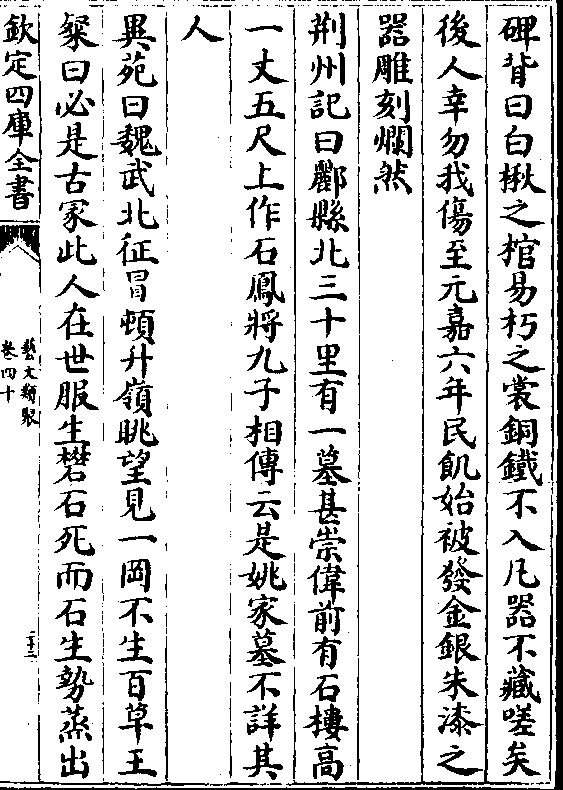 碑背曰白楸之棺易朽之裳銅鐵不入凡器不藏嗟矣
後人幸勿我傷至元嘉六年民飢始被發金銀朱漆之
器雕刻爛然
荆州記曰酈縣北三十里有一墓甚崇偉前有石樓高
一丈五尺上作石鳳將九子相傳云是姚家墓不詳其
人
異苑曰魏武北征冒頓升嶺眺望見一岡不生百草王
粲曰必是古冢此人在世服生礬石死而石生勢蒸出
欽定四庫全書
藝文類聚
卷四十
二十三